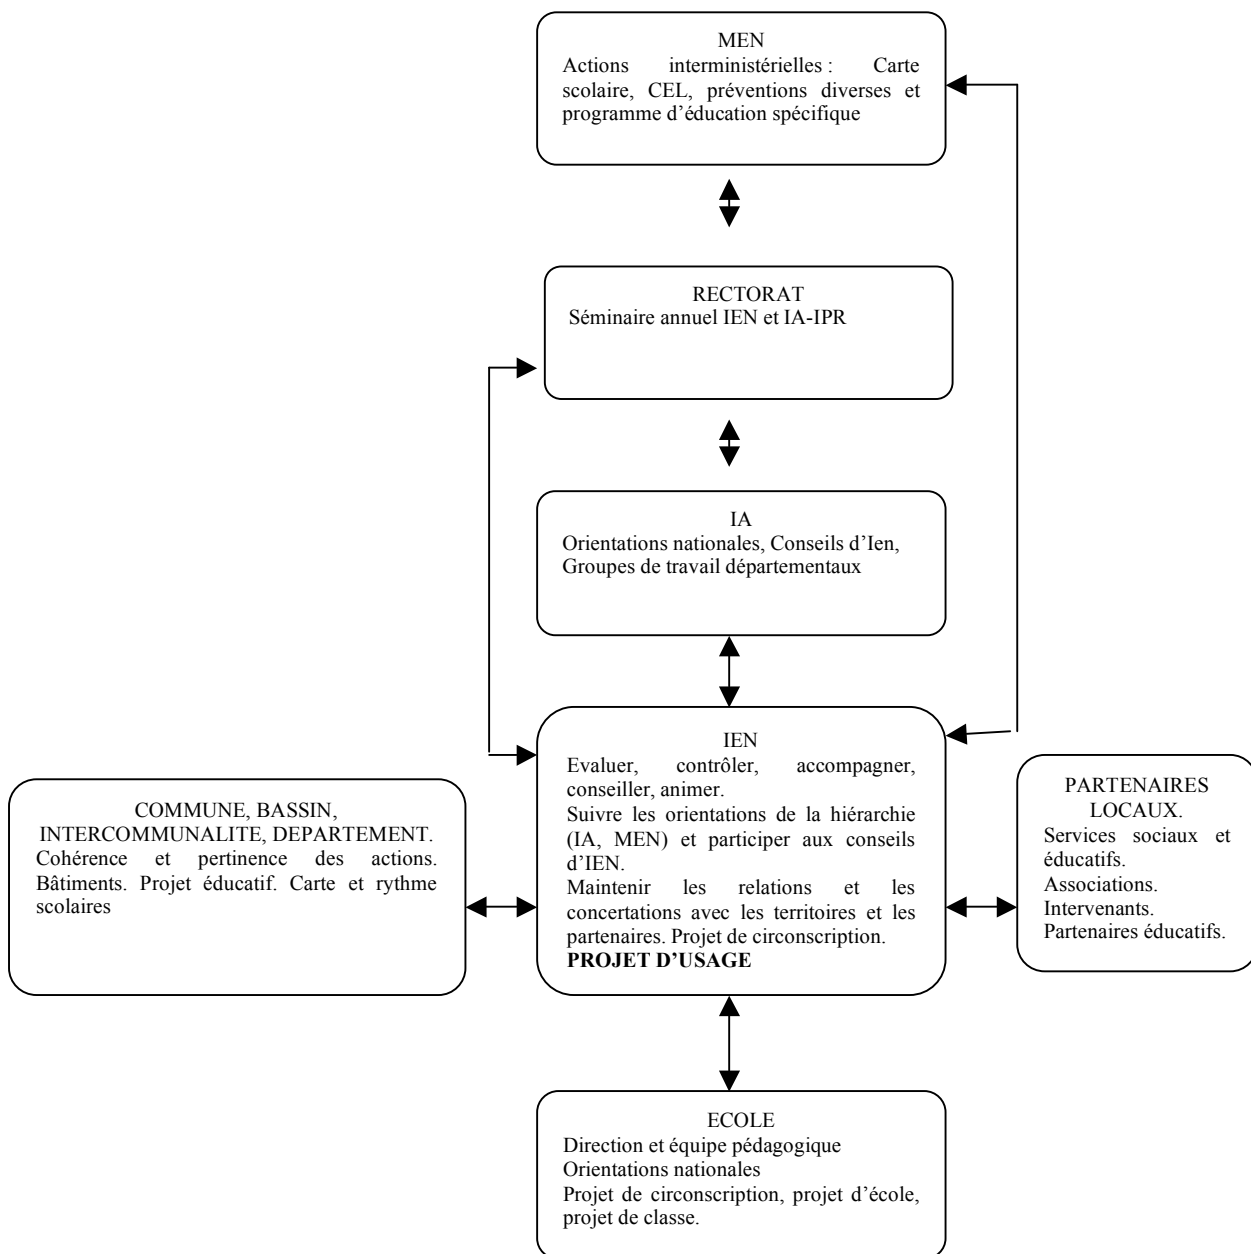 MEN
Actions interministérielles : Carte
scolaire, CEL, préventions diverses et
programme d'éducation spécifique
RECTORAT
Séminaire annuel IEN et IA-IPR
IA
Orientations nationales, Conseils d'Ien,
Groupes de travail départementaux
IEN
Evaluer, contrôler, accompagner,
conseiller, animer.
Suivre les orientations de la hiérarchie
(IA, MEN) et participer aux conseils
d'IEN.
Maintenir les relations et les
concertations avec les territoires et les
partenaires. Projet de circonscription.
PROJET D'USAGE
COMMUNE, BASSIN,
INTERCOMMUNALITE, DEPARTEMENT.
Cohérence et pertinence des actions.
Bâtiments. Projet éducatif. Carte et rythme
scolaires
PARTENAIRES
LOCAUX.
Services sociaux et
éducatifs.
Associations.
Intervenants.
Partenaires éducatifs.
ECOLE
Direction et équipe pédagogique
Orientations nationales
Projet de circonscription, projet d'école,
projet de classe.